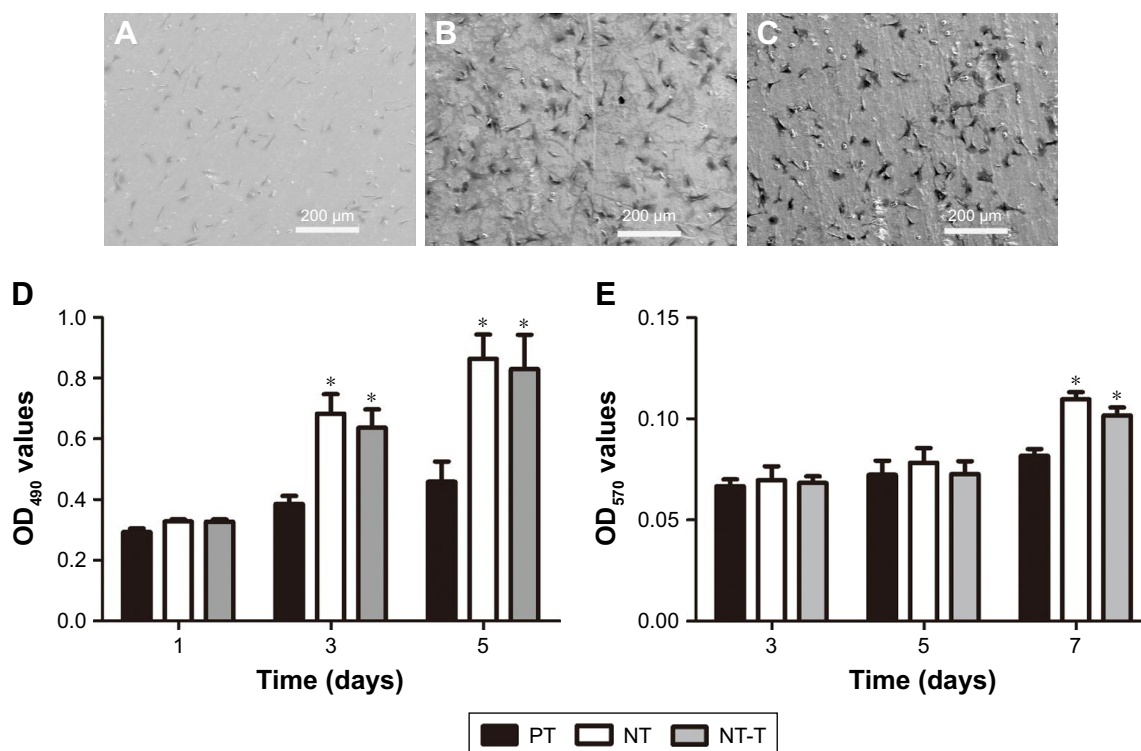 A
B
C
200 µm
200 µm
200 µm
D
E
OD490 values
1.0
0.8
0.6
0.4
0.2
0.0
* * * *
1 3 5
Time (days)
OD570 values
0.15
0.10
0.05
0.00
* *
3 5 7
Time (days)
PT NT NT-T